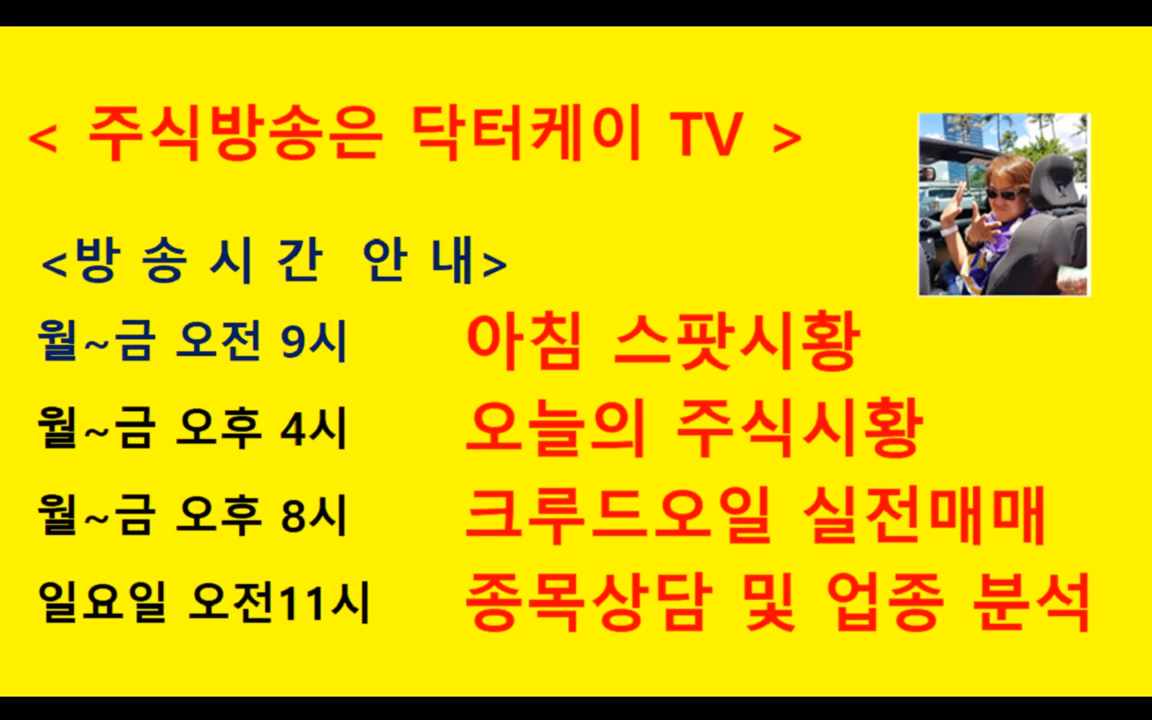 < 주식방송은 닥터케이 TV >
<방 송 시 간 안 내>
월~금 오전 9시 아침 스팟시황
월~금 오후 4시 오늘의 주식시황
월~금 오후 8시 크루드오일 실전매매
일요일 오전11시 종목상담 및 업종 분석